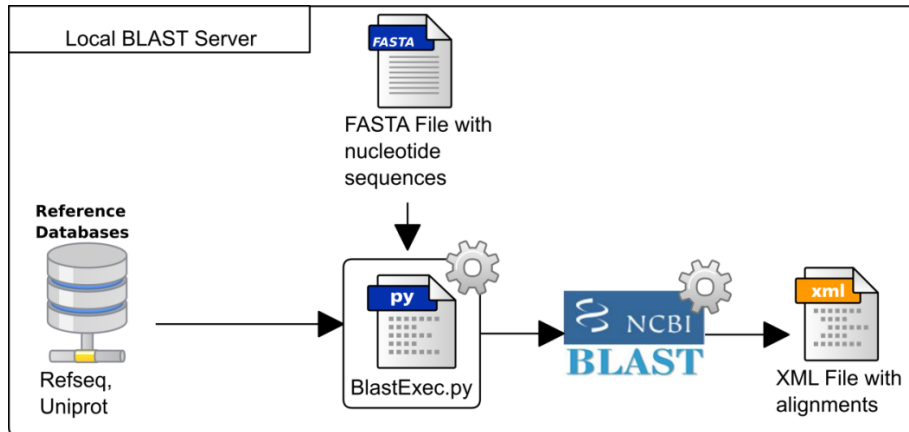 Local BLAST Server
FASTA
FASTA File with
nucleotide
sequences
Reference
Databases
Refseq,
Uniprot
py
BlastExec.py
NCBI
BLAST
xml
XML File with
alignments